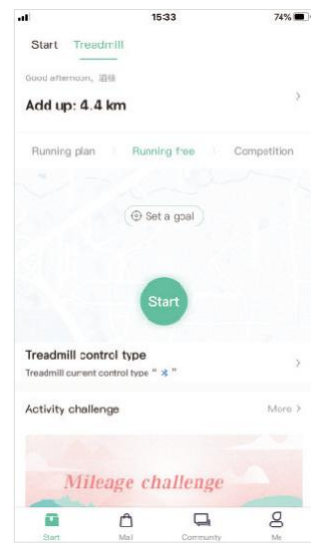 15:33 74%
Start Treadmill
Good afternoon,
Add up: 4.4 km
Running plan Running free Competition
Set a goal
Start
Treadmill control type
Treadmill current control type " "
Activity challenge More >
Mileage challenge
Start Mall Community Me